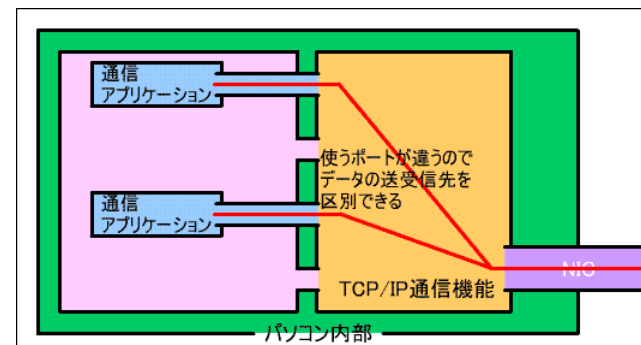 通信
アプリケーション
使うポートが違うので
データの送受信先を
区別できる
通信
アプリケーション
NIC
TCP/IP通信機能
パソコン内部